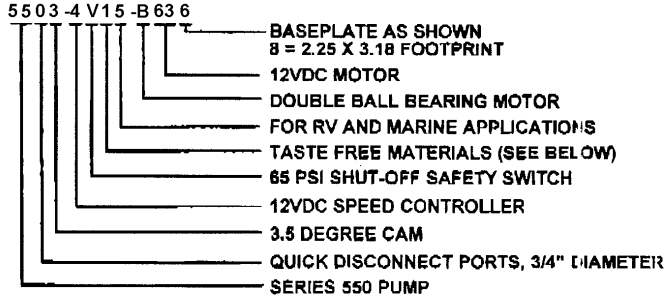 5503-4V15-B636
BASEPLATE AS SHOWN
8 = 2.25 X 3.18 FOOTPRINT
12VDC MOTOR
DOUBLE BALL BEARING MOTOR
FOR RV AND MARINE APPLICATIONS
TASTE FREE MATERIALS (SEE BELOW)
65 PSI SHUT-OFF SAFETY SWITCH
12VDC SPEED CONTROLLER
3.5 DEGREE CAM
QUICK DISCONNECT PORTS, 3/4" DIAMETER
SERIES 550 PUMP